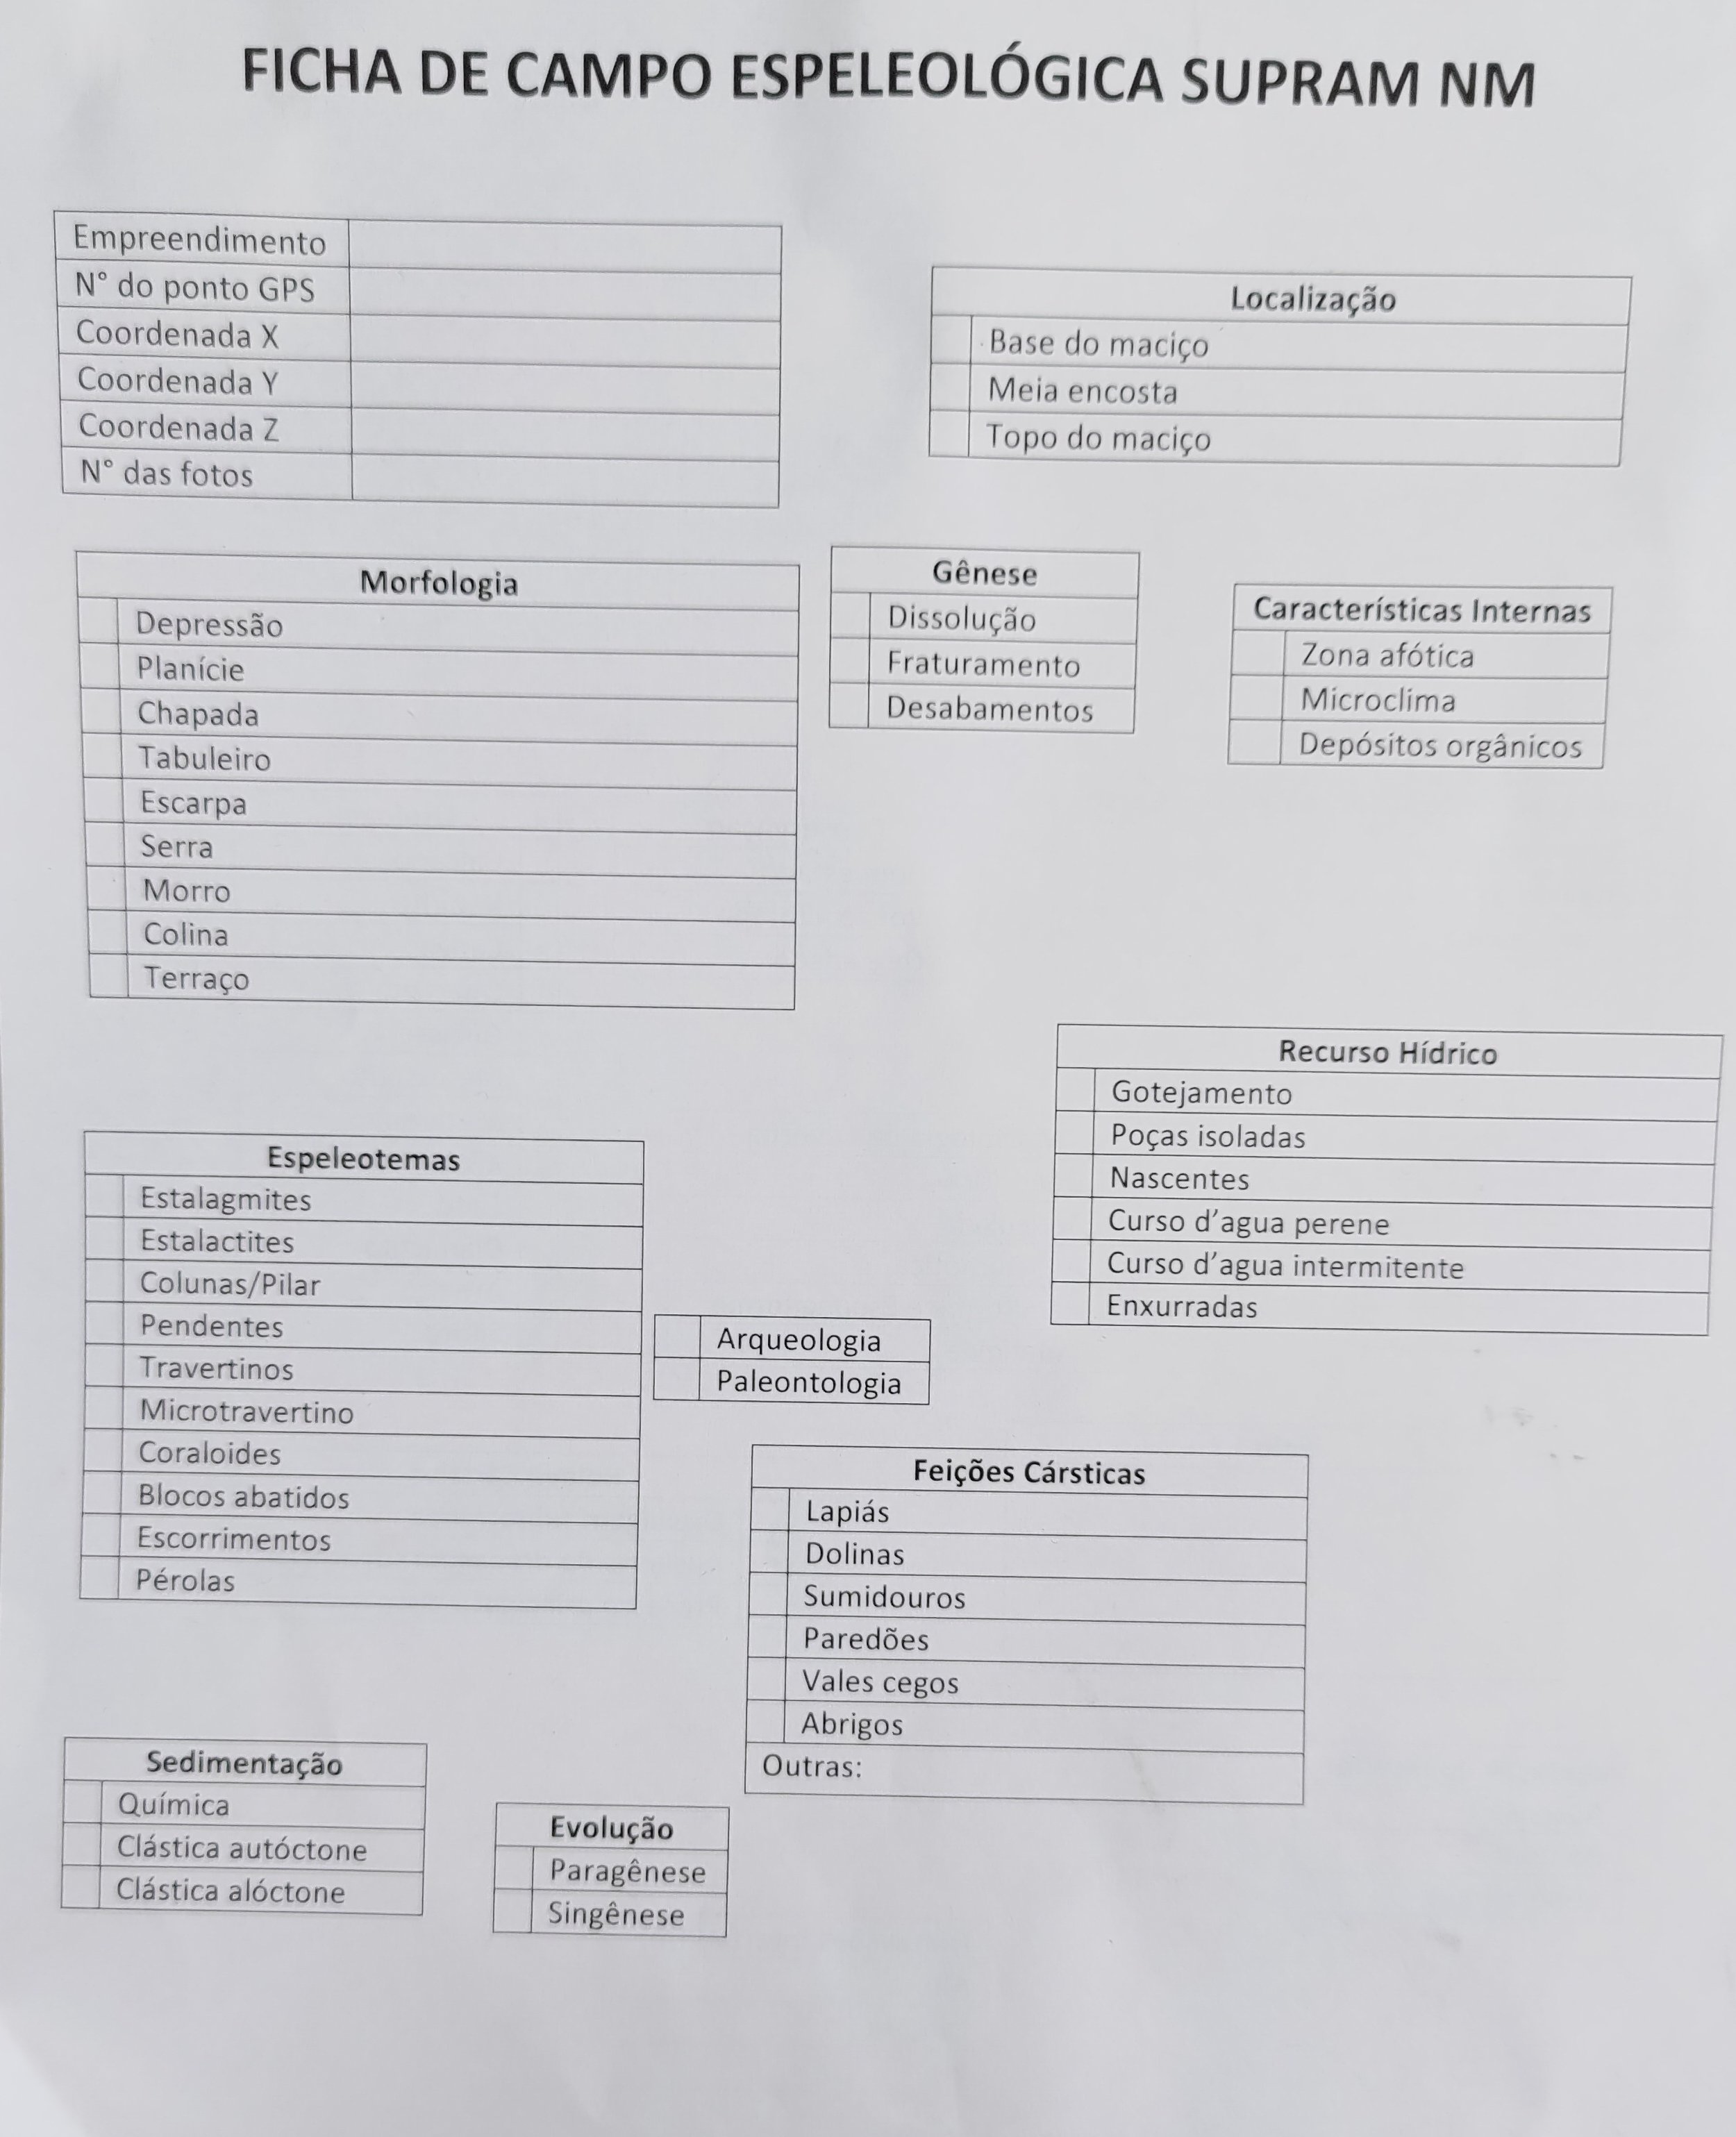 FICHA DE CAMPO ESPELEOLÓGICA SUPRAM NM
Empreendimento
N° do ponto GPS
Coordenada X
Coordenada Y
Coordenada Z
N° das fotos
Localização
Base do maciço
Meia encosta
Topo do maciço
Morfologia
Depressão
Planície
Chapada
Tabuleiro
Escarpa
Serra
Morro
Colina
Terraço
Gênese
Dissolução
Fraturamento
Desabamentos
Características Internas
Zona afótica
Microclima
Depósitos orgânicos
Recurso Hídrico
Gotejamento
Poças isoladas
Nascentes
Curso d’agua perene
Curso d’agua intermitente
Enxurradas
Espeleotemas
Estalagmites
Estalactites
Colunas/Pilar
Pendentes
Travertinos
Microtravertino
Coraloides
Blocos abatidos
Escorrimentos
Pérolas
Arqueologia
Paleontologia
Feições Cársticas
Lapiás
Dolinas
Sumidouros
Paredões
Vales cegos
Abrigos
Outras:
Sedimentação
Química
Clástica autóctone
Clástica alóctone
Evolução
Paragênese
Singênese